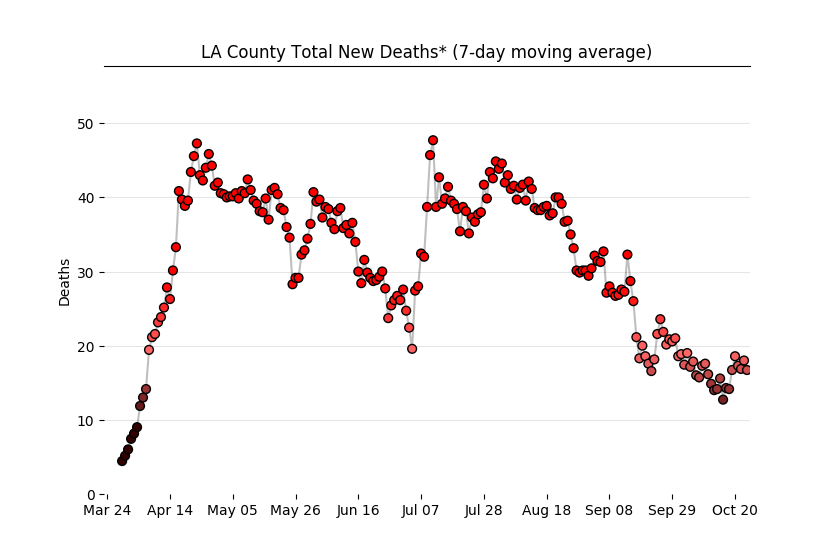 LA County Total New Deaths* (7-day moving average)
Deaths
50
40
30
20
10
0
Mar 24 Apr 14 May 05 May 26 Jun 16 Jul 07 Jul 28 Aug 18 Sep 08 Sep 29 Oct 20